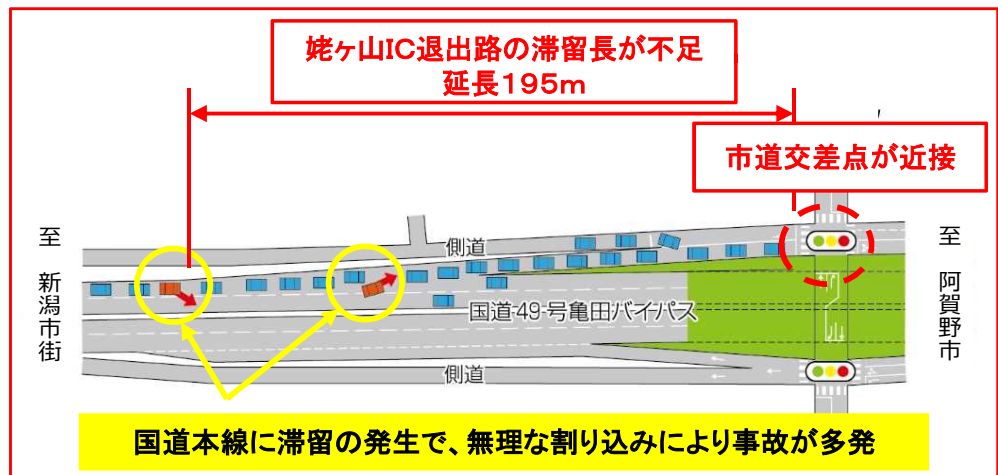 姥ヶ山IC退出路の滞留長が不足
延長195m
市道交差点が近接
至 新潟市街
側道
至 阿賀野市
国道49号亀田バイパス
側道
国道本線に滞留の発生で、無理な割り込みにより事故が多発